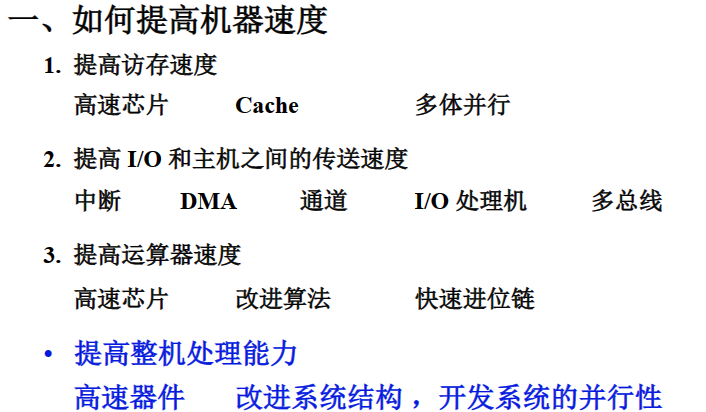 一、如何提高机器速度
1. 提高访存速度
高速芯片 Cache 多体并行
2. 提高 I/O 和主机之间的传送速度
中断 DMA 通道 I/O 处理机 多总线
3. 提高运算器速度
高速芯片 改进算法 快速进位链
• 提高整机处理能力
高速器件 改进系统结构 ，开发系统的并行性